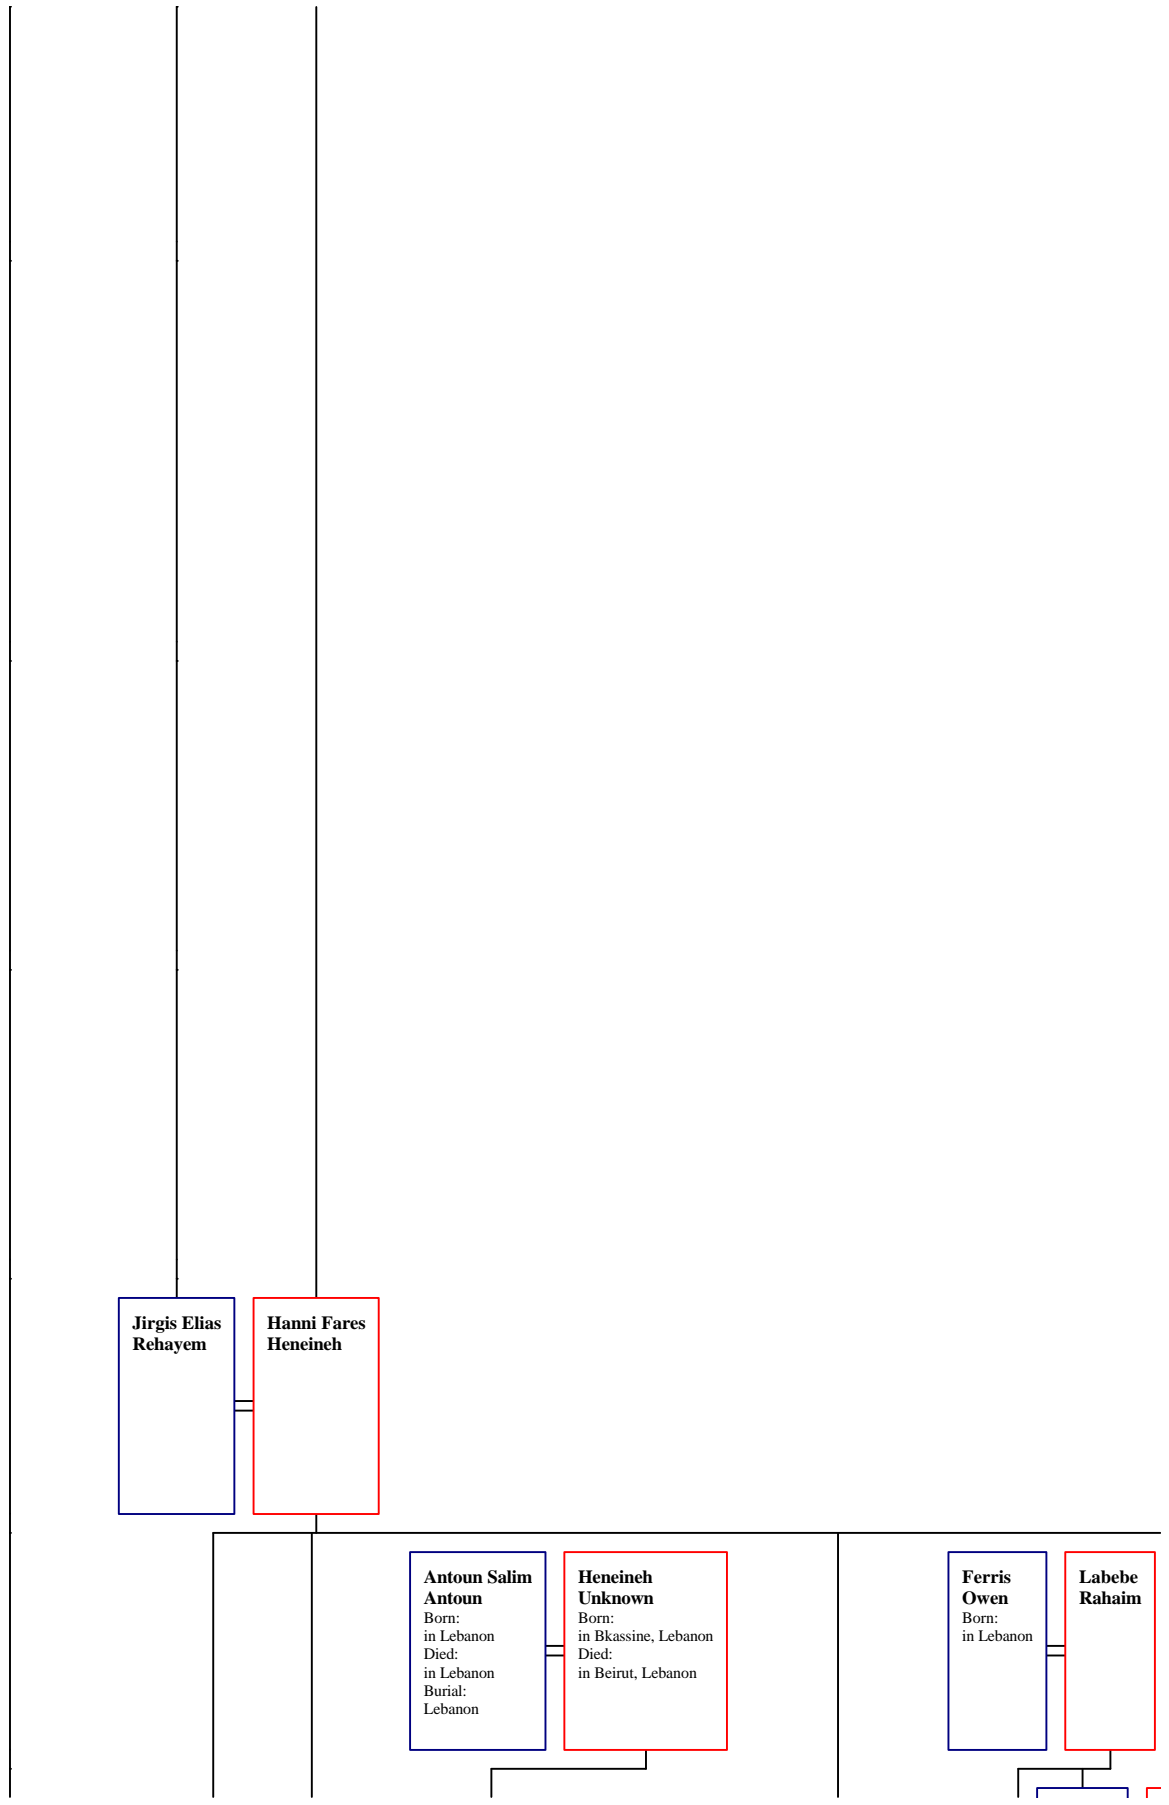 Jirgis Elias
Rehayem
Hanni Fares
Heneineh
Antoun Salim
Antoun
Born:
in Lebanon
Died:
in Lebanon
Burial:
Lebanon
Heneineh
Unknown
Born:
in Bkassine, Lebanon
Died:
in Beirut, Lebanon
Ferris
Owen
Born:
in Lebanon
Labebe
Rahaim